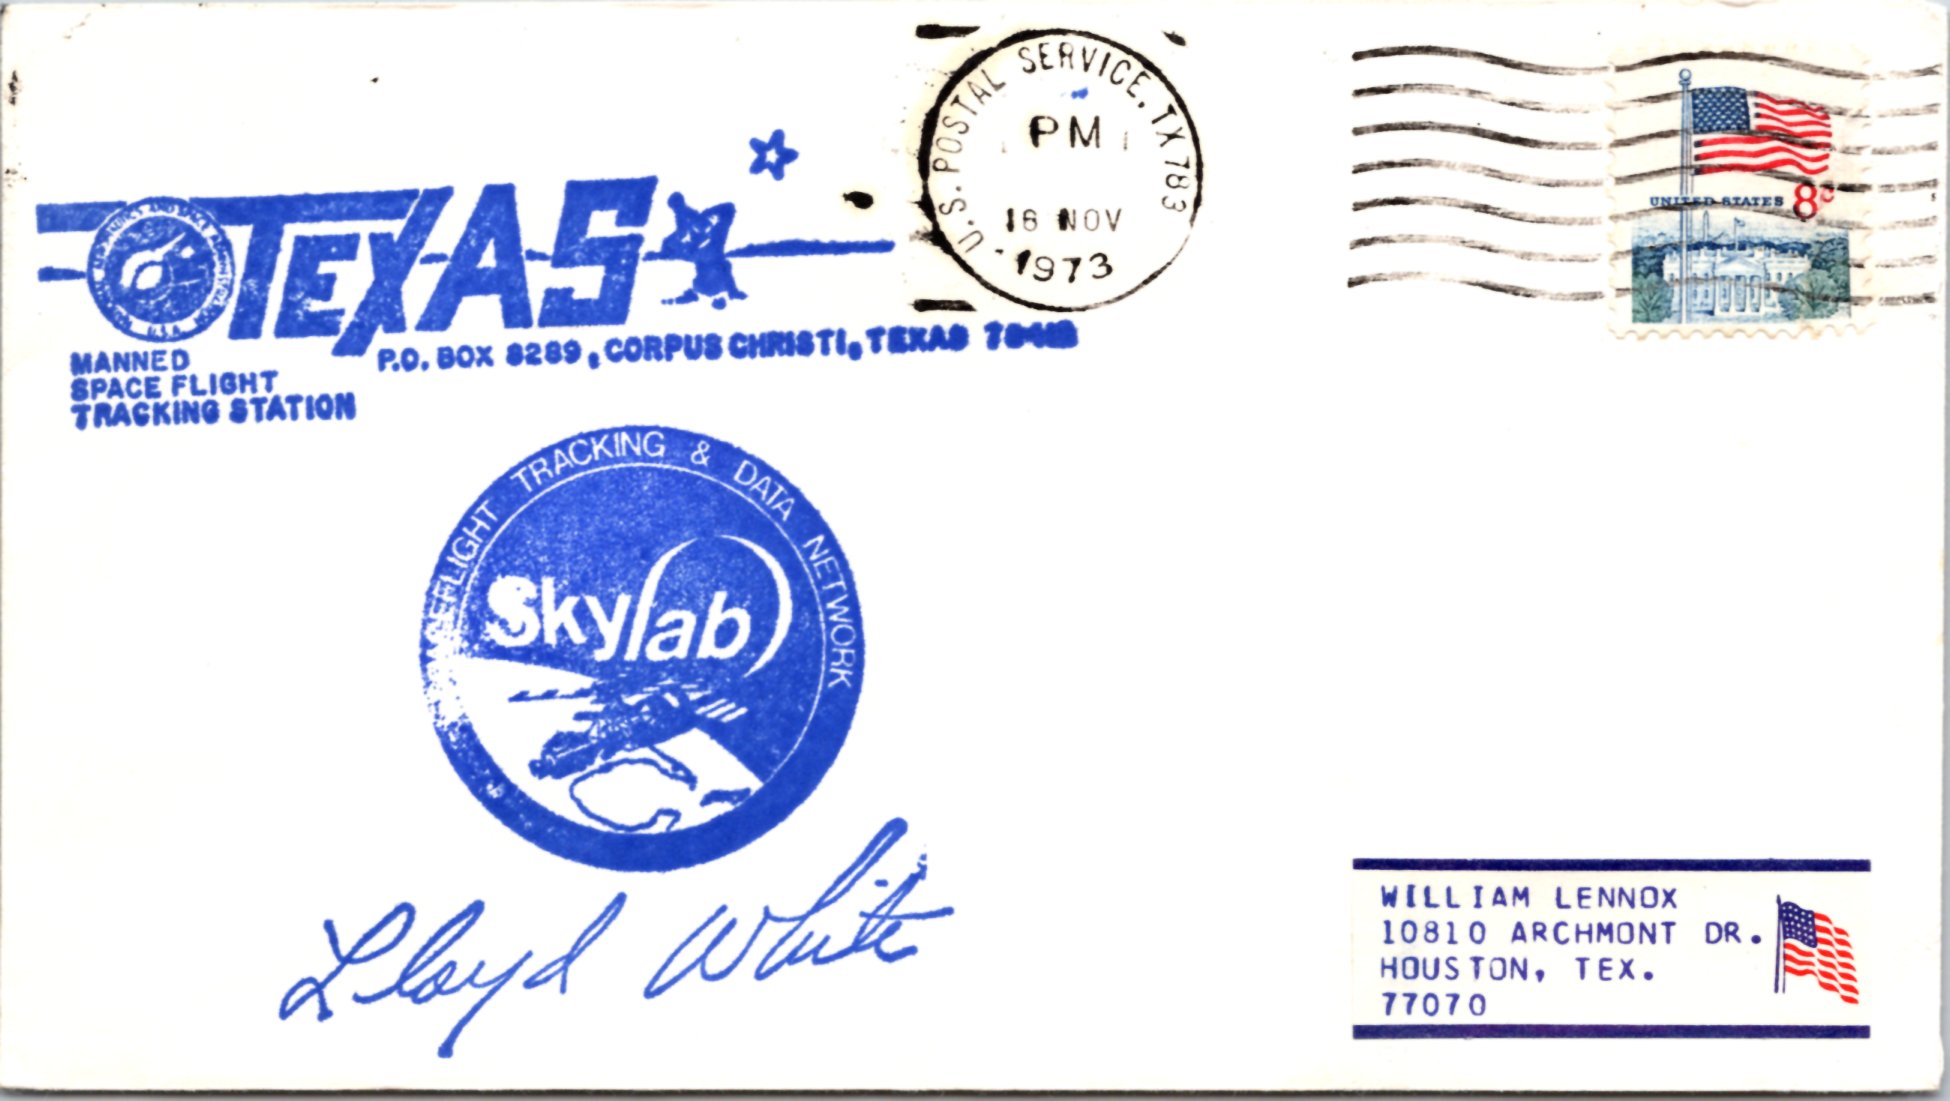 TEXAS
MANNED
SPACE FLIGHT
TRACKING STATION
P.O. BOX 8289, CORPUS CHRISTI, TEXAS
U.S. POSTAL SERVICE, TX 783
PM
16 NOV
1973
UNITED STATES 8c
FLIGHT TRACKING & DATA NETWORK
Skylab
Lloyd White
WILLIAM LENNOX
10810 ARCHMONT DR.
HOUSTON, TEX.
77070